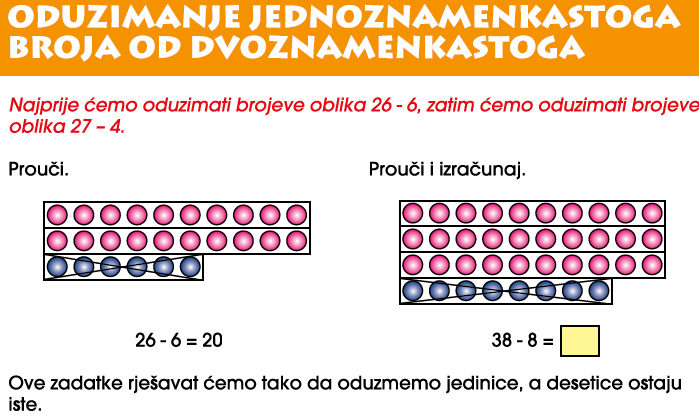 ODUZIMANJE JEDNOZNAMENKASTOGA
BROJA OD DVOZNAMENKASTOGA
Najprije ćemo oduzimati brojeve oblika 26 - 6, zatim ćemo oduzimati brojeve
oblika 27 – 4.
Prouči.
Prouči i izračunaj.
26 - 6 = 20
38 - 8 =
Ove zadatke rješavat ćemo tako da oduzmemo jedinice, a desetice ostaju
iste.